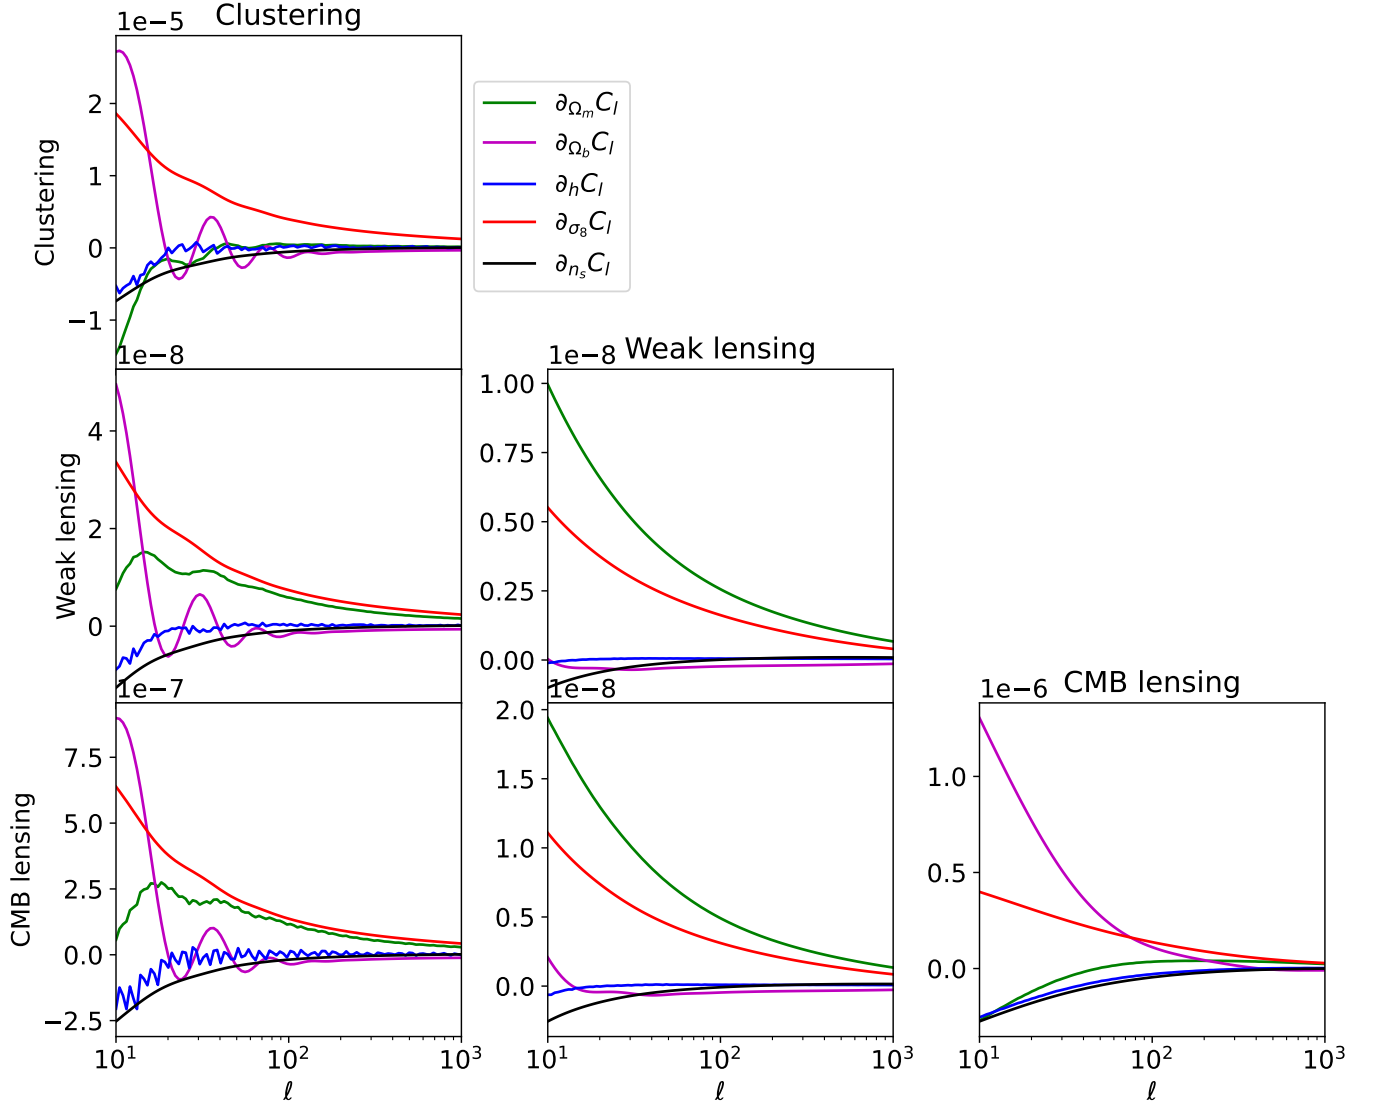 1e−5 Clustering
2
1
0
−1
Clustering
∂Ωₘ Cₗ
∂Ω_b Cₗ
∂ₕCₗ
∂σ₈ Cₗ
∂nₛ Cₗ
1e−8
4
2
0
Weak lensing
1e−8 Weak lensing
1.00
0.75
0.50
0.25
0.00
1e−7
7.5
5.0
2.5
0.0
−2.5
CMB lensing
10¹ 10² 10³
ℓ
1e−8
2.0
1.5
1.0
0.5
0.0
10¹ 10² 10³
ℓ
1e−6 CMB lensing
1.0
0.5
0.0
10¹ 10² 10³
ℓ